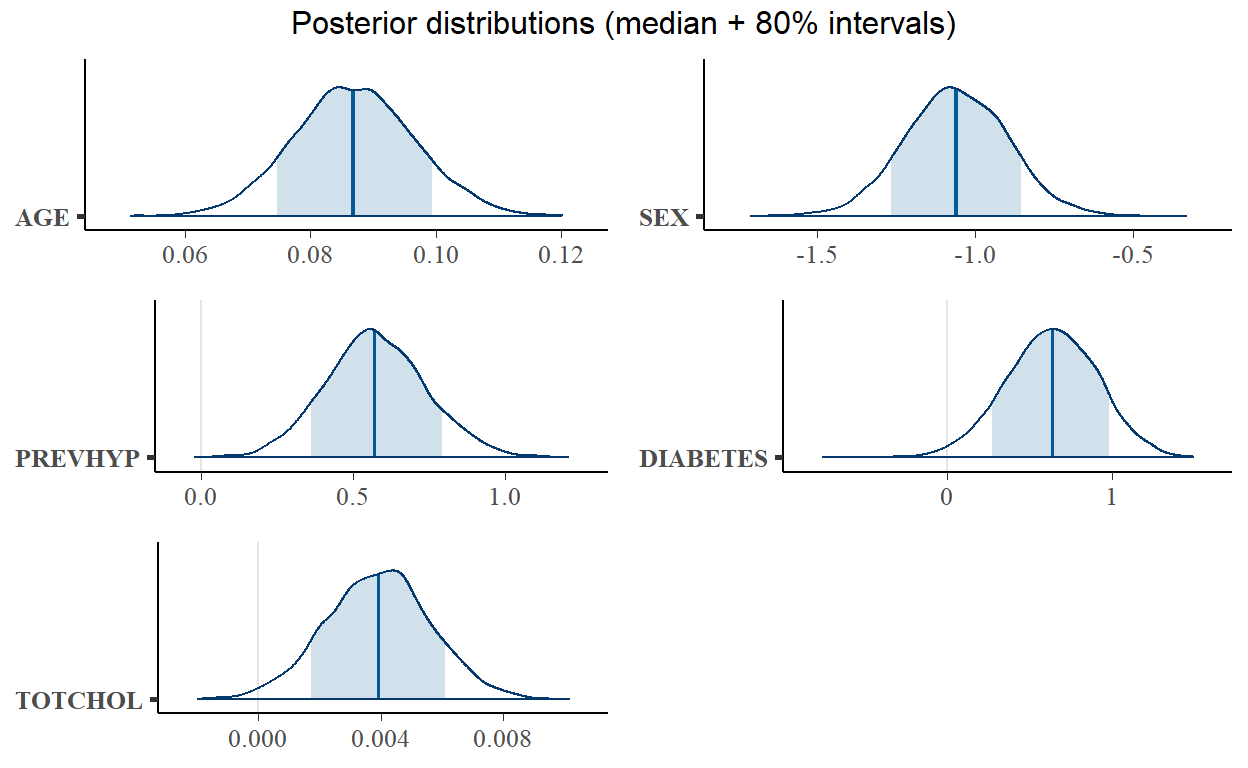 Posterior distributions (median + 80% intervals)
AGE
0.06 0.08 0.10 0.12
SEX
-1.5 -1.0 -0.5
PREVHYP
0.0 0.5 1.0
DIABETES
0 1
TOTCHOL
0.000 0.004 0.008